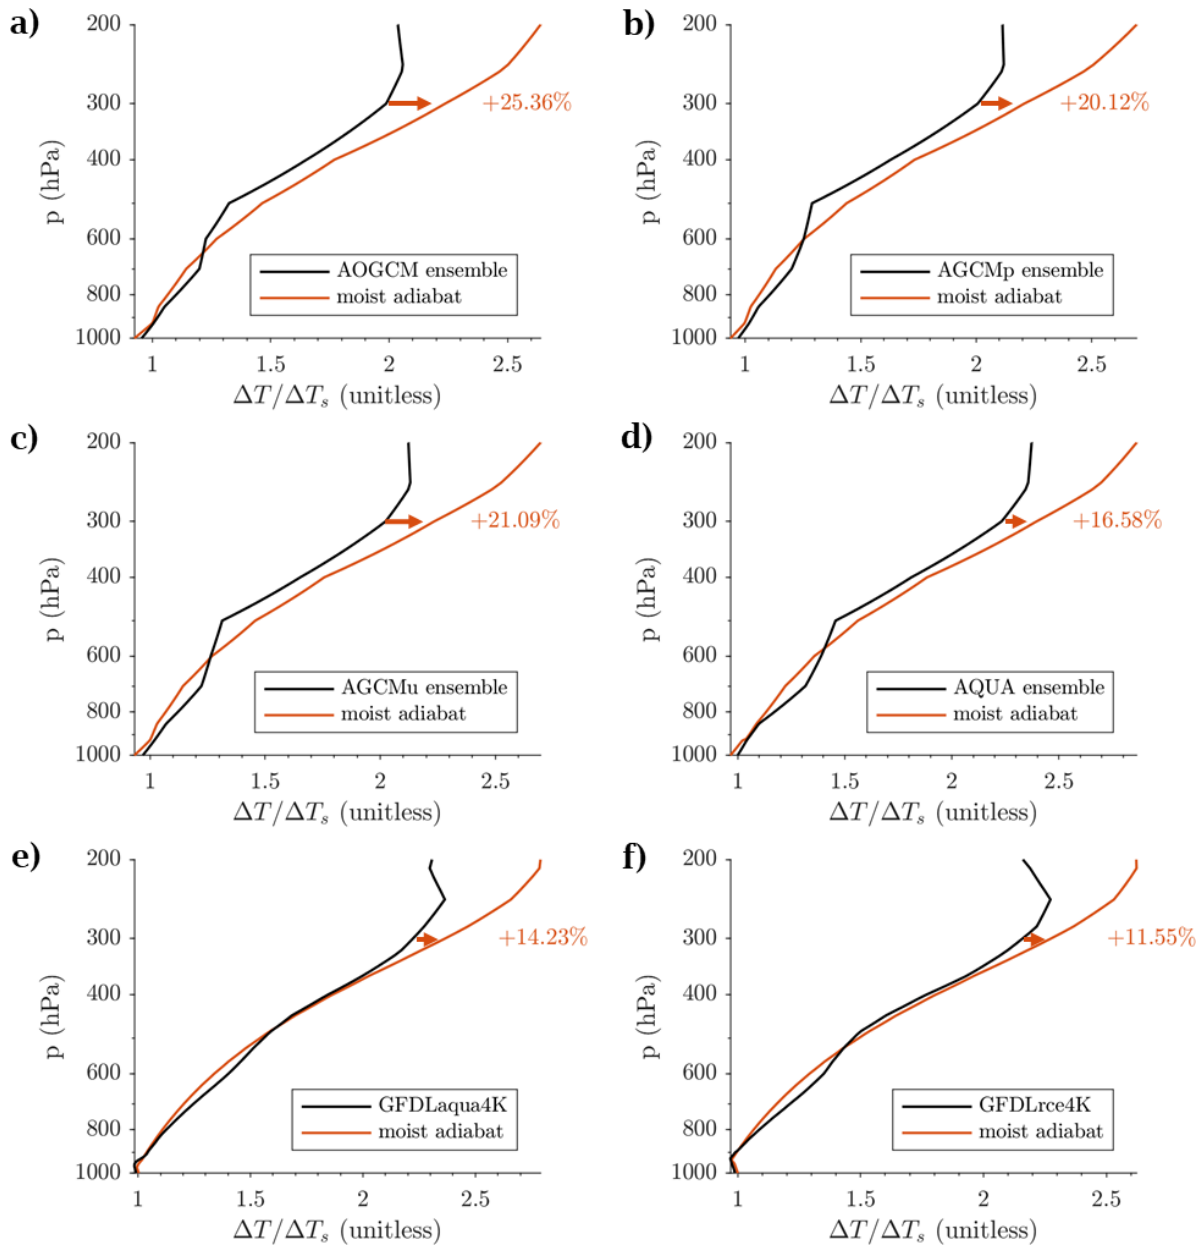 a)
200
300
400
600
800
1000
p (hPa)
+25.36%
AOGCM ensemble
moist adiabat
1
1.5
2
2.5
ΔT/ΔTₛ (unitless)
b)
200
300
400
600
800
1000
p (hPa)
+20.12%
AGCMp ensemble
moist adiabat
1
1.5
2
2.5
ΔT/ΔTₛ (unitless)
c)
200
300
400
600
800
1000
p (hPa)
+21.09%
AGCMu ensemble
moist adiabat
1
1.5
2
2.5
ΔT/ΔTₛ (unitless)
d)
200
300
400
600
800
1000
p (hPa)
+16.58%
AQUA ensemble
moist adiabat
1
1.5
2
2.5
ΔT/ΔTₛ (unitless)
e)
200
300
400
600
800
1000
p (hPa)
+14.23%
GFDLaqua4K
moist adiabat
1
1.5
2
2.5
ΔT/ΔTₛ (unitless)
f)
200
300
400
600
800
1000
p (hPa)
+11.55%
GFDLrce4K
moist adiabat
1
1.5
2
2.5
ΔT/ΔTₛ (unitless)